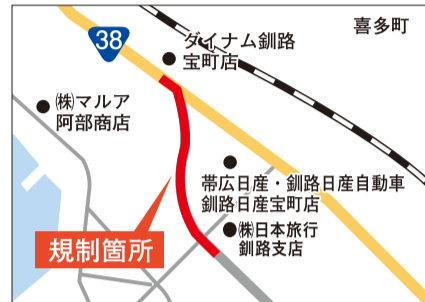 喜多町
38
ダイナム釧路
宝町店
㈱マルア
阿部商店
帯広日産・釧路日産自動車
釧路日産宝町店
㈱日本旅行
釧路支店
規制箇所